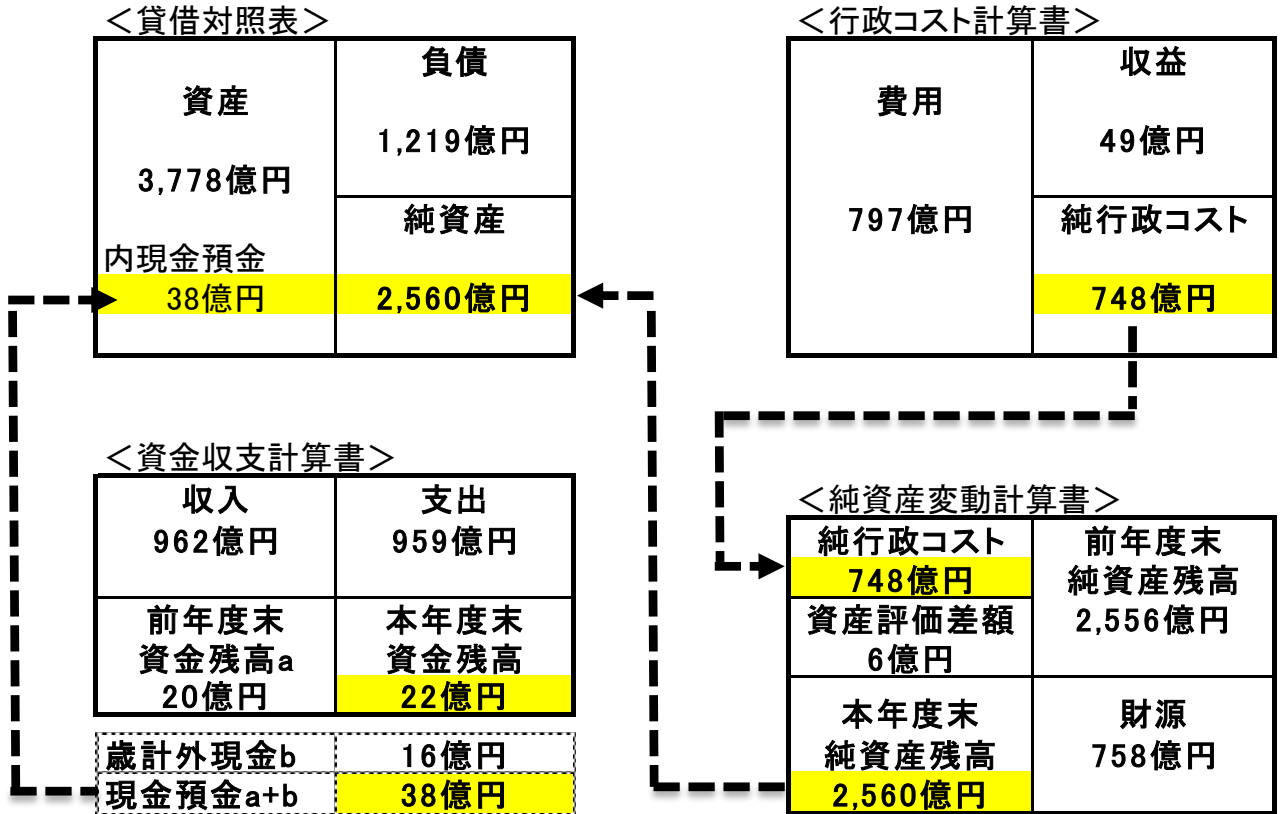 ＜貸借対照表＞
資産
3,778億円
内現金預金
38億円
負債
1,219億円
純資産
2,560億円
＜行政コスト計算書＞
費用
797億円
収益
49億円
純行政コスト
748億円
＜資金収支計算書＞
収入
962億円
支出
959億円
前年度末
資金残高a
20億円
本年度末
資金残高
22億円
歳計外現金b
16億円
現金預金a+b
38億円
＜純資産変動計算書＞
純行政コスト
748億円
資産評価差額
6億円
前年度末
純資産残高
2,556億円
本年度末
純資産残高
2,560億円
財源
758億円